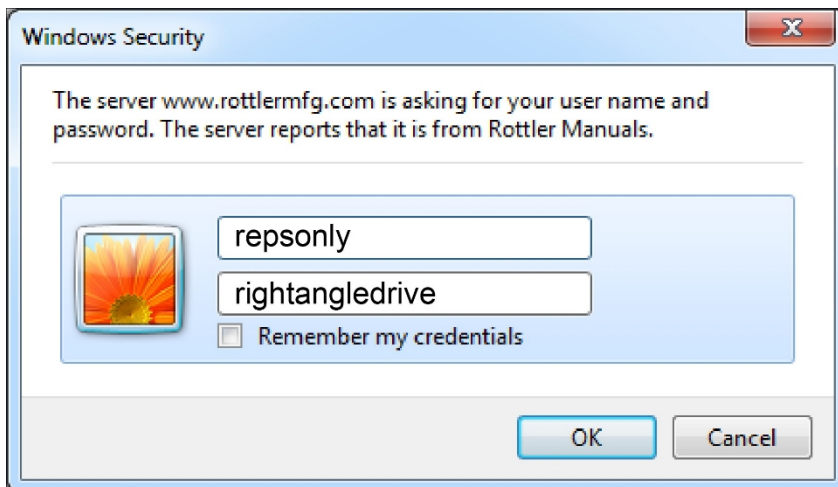 Windows Security
The server www.rottlermfg.com is asking for your user name and
password. The server reports that it is from Rottler Manuals.
repsonly
rightangledrive
Remember my credentials
OK
Cancel